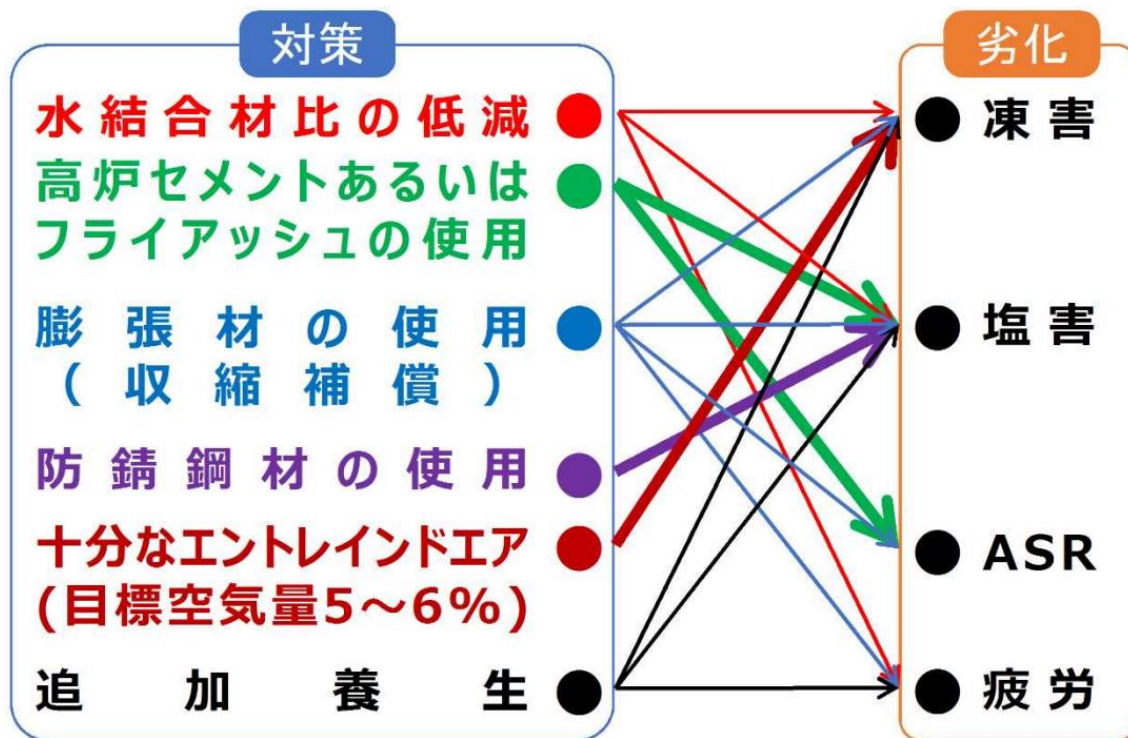 対策
水結合材比の低減
高炉セメントあるいは
フライアッシュの使用
膨張材の使用
(収縮補償)
防錆鋼材の使用
十分なエントレインドエア
(目標空気量5～6%)
追加養生
劣化
凍害
塩害
ASR
疲労